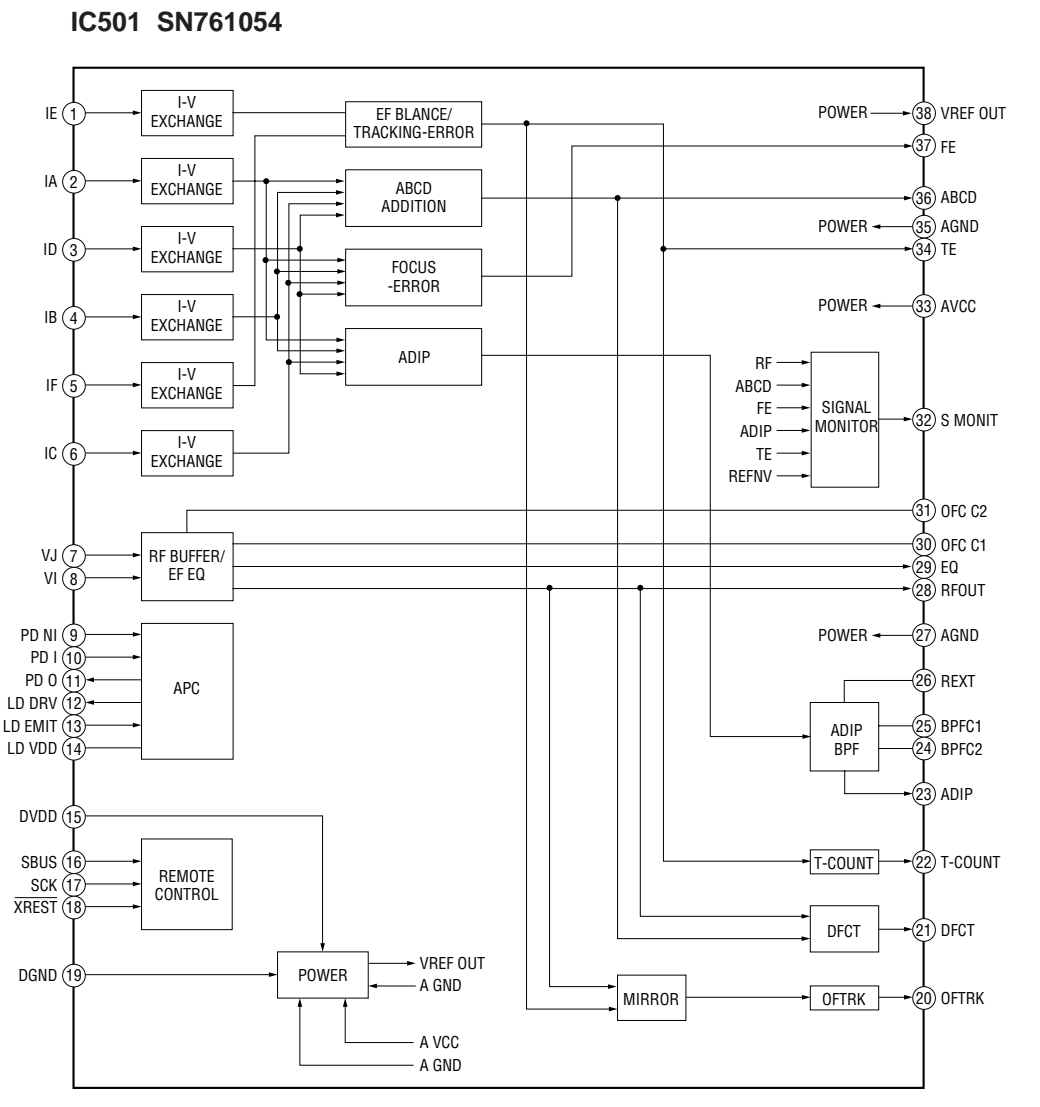 IC501 SN761054
IE 1
I-V
EXCHANGE
EF BLANCE/
TRACKING-ERROR
POWER
38 VREF OUT
37 FE
IA 2
I-V
EXCHANGE
ABCD
ADDITION
36 ABCD
POWER
35 AGND
ID 3
I-V
EXCHANGE
34 TE
FOCUS
-ERROR
IB 4
I-V
EXCHANGE
POWER
33 AVCC
ADIP
IF 5
I-V
EXCHANGE
RF
ABCD
FE
ADIP
TE
REFNV
SIGNAL
MONITOR
32 S MONIT
IC 6
I-V
EXCHANGE
31 OFC C2
VJ 7
VI 8
RF BUFFER/
EF EQ
30 OFC C1
29 EQ
28 RFOUT
PD NI 9
PD I 10
PD O 11
LD DRV 12
LD EMIT 13
LD VDD 14
APC
POWER
27 AGND
26 REXT
ADIP
BPF
25 BPFC1
24 BPFC2
23 ADIP
DVDD 15
SBUS 16
SCK 17
XREST 18
REMOTE
CONTROL
T-COUNT
22 T-COUNT
DFCT
21 DFCT
DGND 19
POWER
VREF OUT
A GND
MIRROR
OFTRK
20 OFTRK
A VCC
A GND